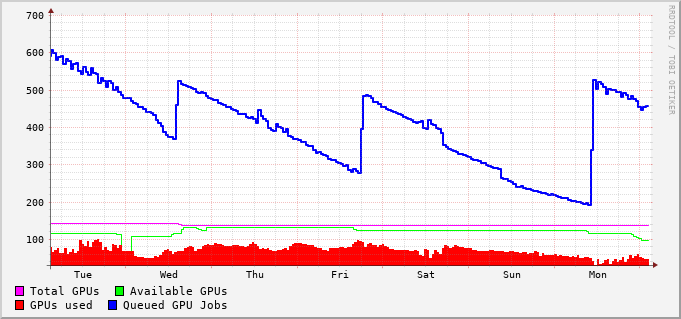 700
600
500
400
300
200
100
Tue Wed Thu Fri Sat Sun Mon
Total GPUs Available GPUs
GPUs used Queued GPU Jobs
RRDTOOL / TOBI OETIKER